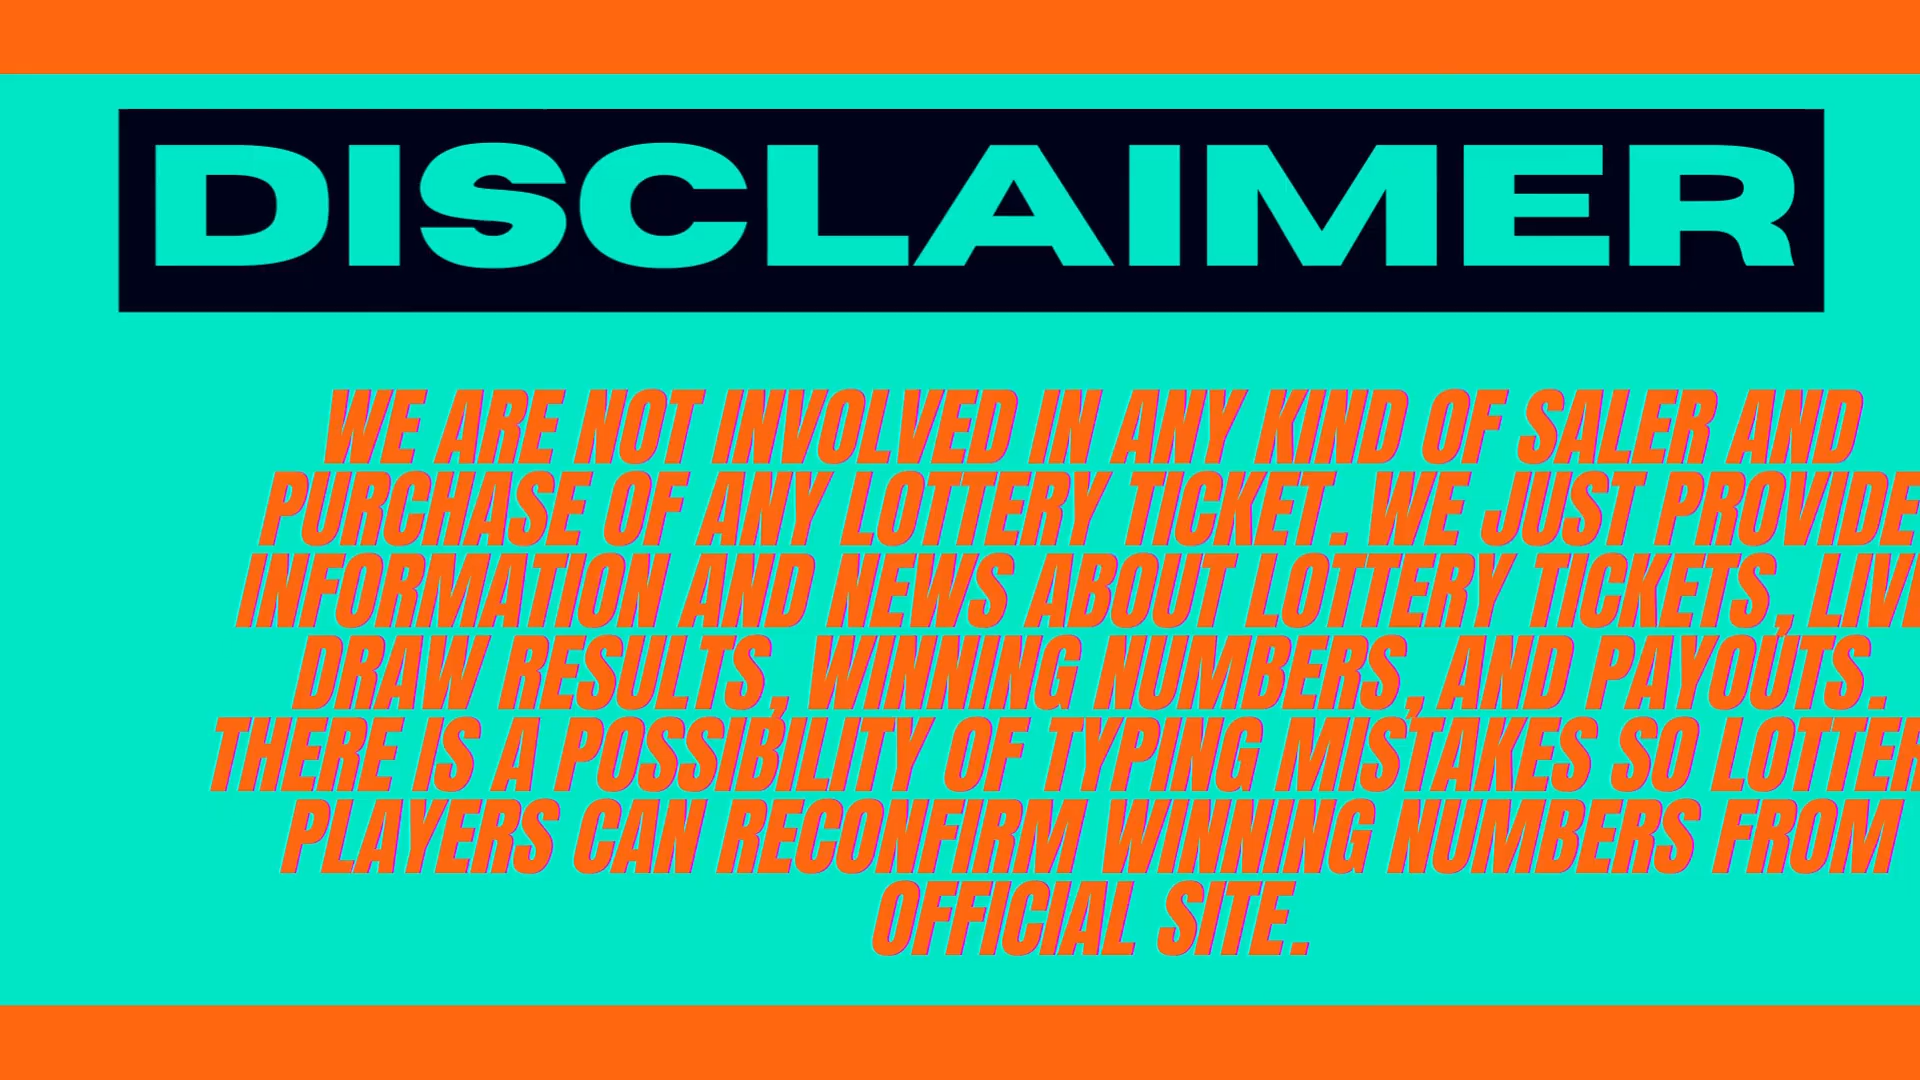 DISCLAIMER
WE ARE NOT INVOLVED IN ANY KIND OF SALER AND
PURCHASE OF ANY LOTTERY TICKET. WE JUST PROVIDE
INFORMATION AND NEWS ABOUT LOTTERY TICKETS, LIVE
DRAW RESULTS, WINNING NUMBERS, AND PAYOUTS.
THERE IS A POSSIBILITY OF TYPING MISTAKES SO LOTTER
PLAYERS CAN RECONFIRM WINNING NUMBERS FROM
OFFICIAL SITE.